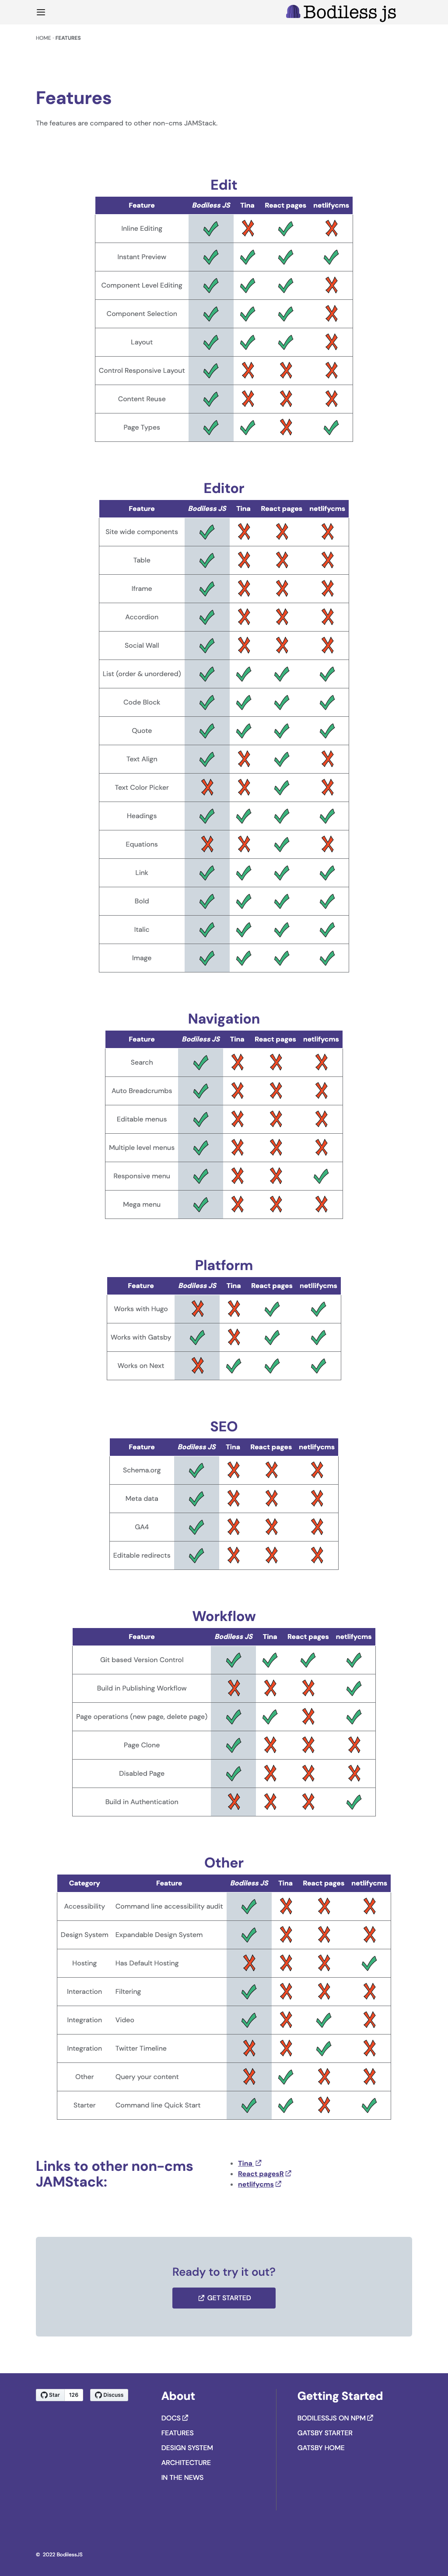 Bodiless js
HOME · FEATURES
Features
The features are compared to other non-cms JAMStack.
Edit
Feature Bodiless JS Tina React pages netlifycms
Inline Editing
Instant Preview
Component Level Editing
Component Selection
Layout
Control Responsive Layout
Content Reuse
Page Types
Editor
Feature Bodiless JS Tina React pages netlifycms
Site wide components
Table
Iframe
Accordion
Social Wall
List (order & unordered)
Code Block
Quote
Text Align
Text Color Picker
Headings
Equations
Link
Bold
Italic
Image
Navigation
Feature Bodiless JS Tina React pages netlifycms
Search
Auto Breadcrumbs
Editable menus
Multiple level menus
Responsive menu
Mega menu
Platform
Feature Bodiless JS Tina React pages netllifycms
Works with Hugo
Works with Gatsby
Works on Next
SEO
Feature Bodiless JS Tina React pages netlifycms
Schema.org
Meta data
GA4
Editable redirects
Workflow
Feature Bodiless JS Tina React pages netlifycms
Git based Version Control
Build in Publishing Workflow
Page operations (new page, delete page)
Page Clone
Disabled Page
Build in Authentication
Other
Category Feature Bodiless JS Tina React pages netlifycms
Accessibility Command line accessibility audit
Design System Expandable Design System
Hosting Has Default Hosting
Interaction Filtering
Integration Video
Integration Twitter Timeline
Other Query your content
Starter Command line Quick Start
Links to other non-cms
JAMStack:
Tina
React pagesR
netlifycms
Ready to try it out?
GET STARTED
Star 126 Discuss
About
DOCS
FEATURES
DESIGN SYSTEM
ARCHITECTURE
IN THE NEWS
Getting Started
BODILESSJS ON NPM
GATSBY STARTER
GATSBY HOME
© 2022 BodilessJS